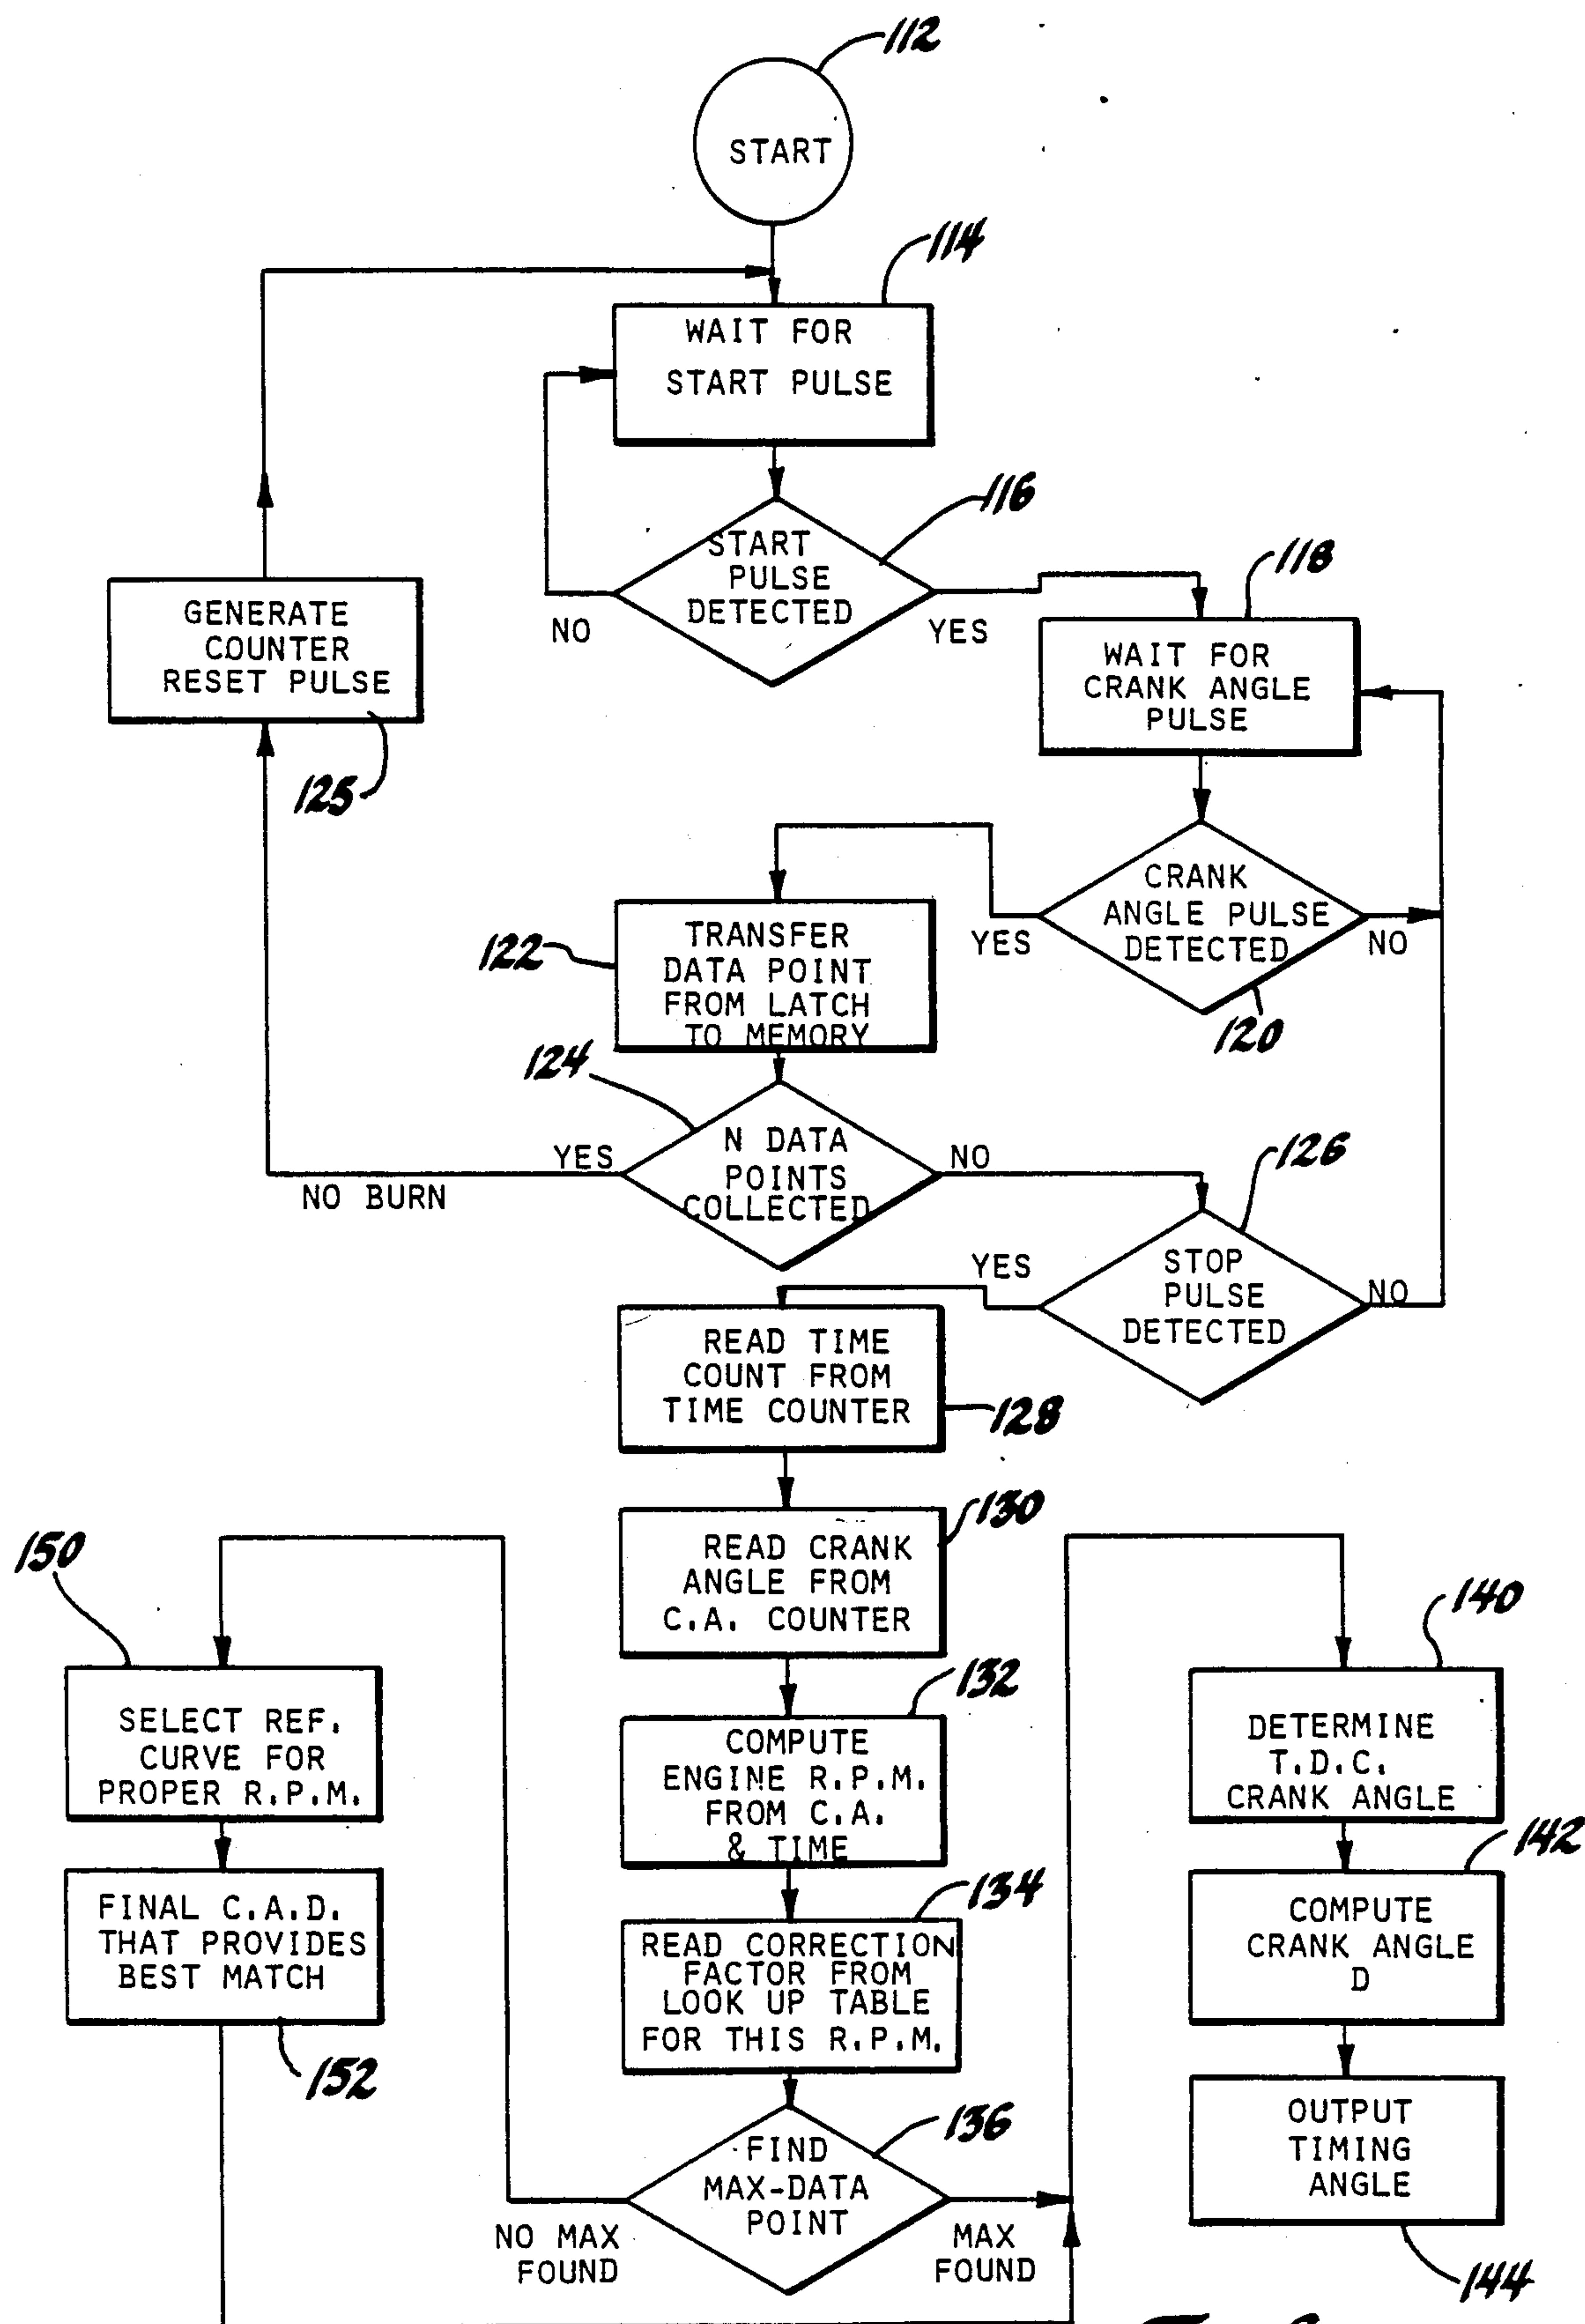 112
START
114
WAIT FOR
START PULSE
116
START
PULSE
DETECTED
NO
YES
118
WAIT FOR
CRANK ANGLE
PULSE
GENERATE
COUNTER
RESET PULSE
125
CRANK
ANGLE PULSE
DETECTED
YES
NO
120
122
TRANSFER
DATA POINT
FROM LATCH
TO MEMORY
124
N DATA
POINTS
COLLECTED
YES
NO
NO BURN
126
STOP
PULSE
DETECTED
YES
NO
READ TIME
COUNT FROM
TIME COUNTER
128
130
READ CRANK
ANGLE FROM
C.A. COUNTER
132
COMPUTE
ENGINE R.P.M.
FROM C.A.
& TIME
134
READ CORRECTION
FACTOR FROM
LOOK UP TABLE
FOR THIS R.P.M.
136
FIND
MAX-DATA
POINT
NO MAX
FOUND
MAX
FOUND
150
SELECT REF.
CURVE FOR
PROPER R.P.M.
FINAL C.A.D.
THAT PROVIDES
BEST MATCH
152
140
DETERMINE
T.D.C.
CRANK ANGLE
142
COMPUTE
CRANK ANGLE
D
OUTPUT
TIMING
ANGLE
144